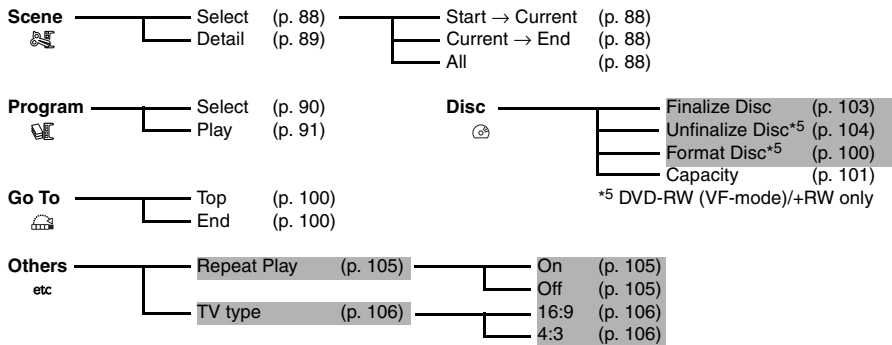 Scene Select (p. 88) Start → Current (p. 88)
Detail (p. 89) Current → End (p. 88)
All (p. 88)
Program Select (p. 90) Disc Finalize Disc (p. 103)
Play (p. 91) Unfinalize Disc*5 (p. 104)
Format Disc*5 (p. 100)
Capacity (p. 101)
Go To Top (p. 100) *5 DVD-RW (VF-mode)/+RW only
End (p. 100)
Others Repeat Play (p. 105) On (p. 105)
etc Off (p. 105)
TV type (p. 106) 16:9 (p. 106)
4:3 (p. 106)